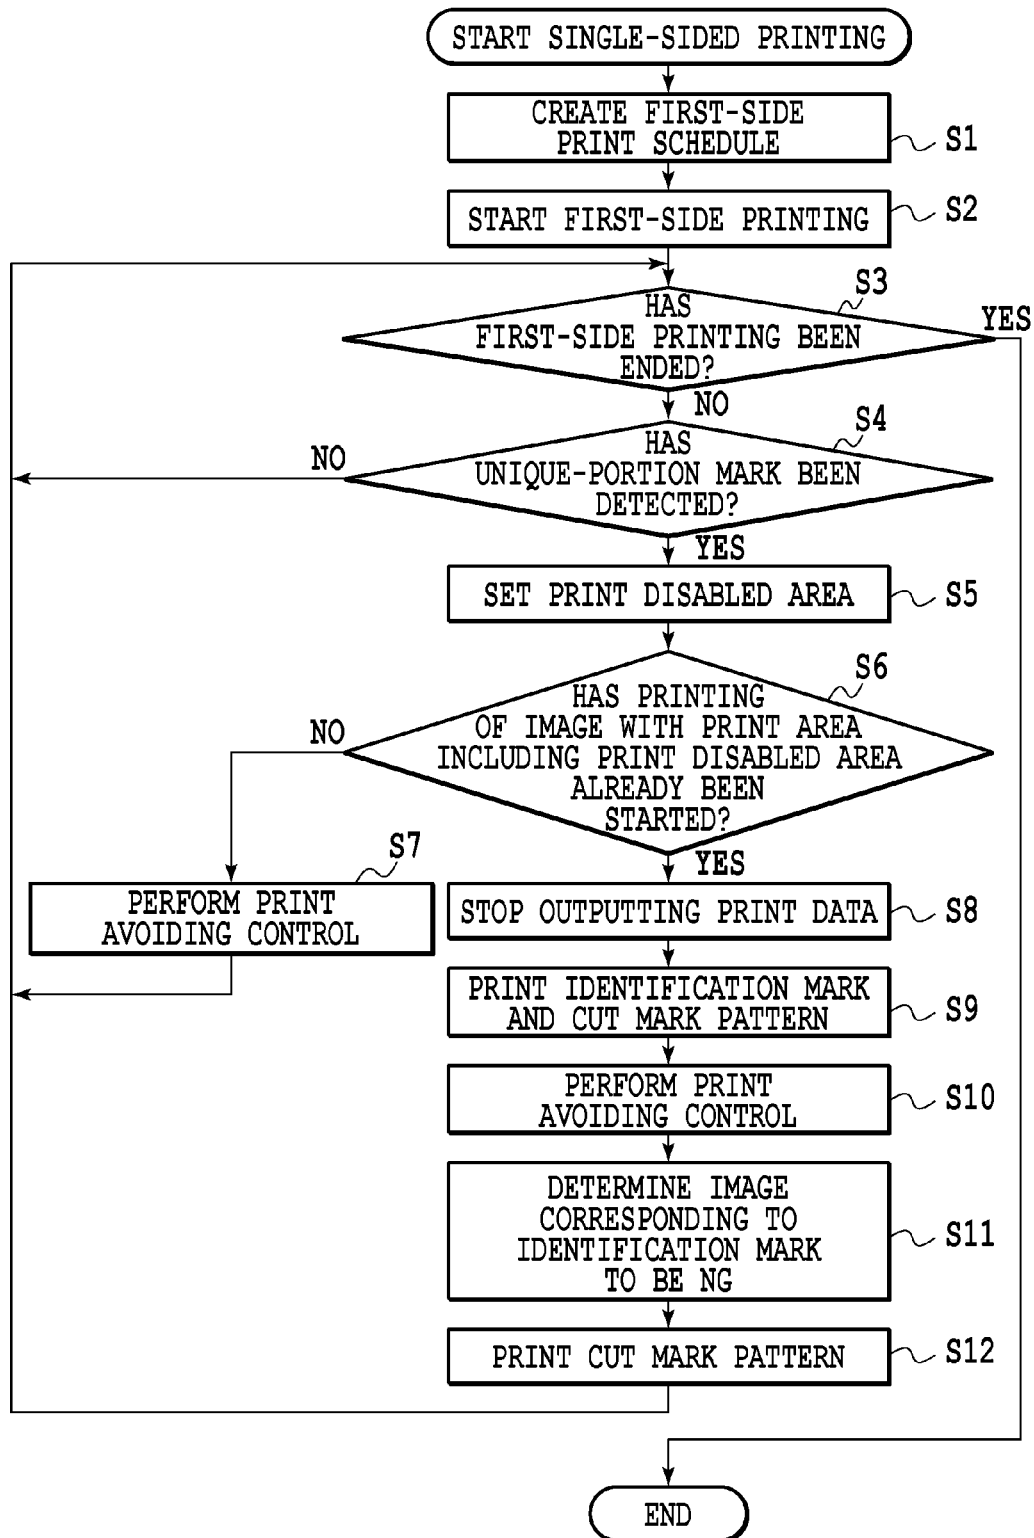 START SINGLE-SIDED PRINTING
CREATE FIRST-SIDE
PRINT SCHEDULE
S1
START FIRST-SIDE PRINTING
S2
S3
HAS
FIRST-SIDE PRINTING BEEN
ENDED?
YES
NO
S4
HAS
UNIQUE-PORTION MARK BEEN
DETECTED?
NO
YES
SET PRINT DISABLED AREA
S5
S6
HAS PRINTING
OF IMAGE WITH PRINT AREA
INCLUDING PRINT DISABLED AREA
ALREADY BEEN
STARTED?
NO
YES
S7
PERFORM PRINT
AVOIDING CONTROL
STOP OUTPUTTING PRINT DATA
S8
PRINT IDENTIFICATION MARK
AND CUT MARK PATTERN
S9
PERFORM PRINT
AVOIDING CONTROL
S10
DETERMINE IMAGE
CORRESPONDING TO
IDENTIFICATION MARK
TO BE NG
S11
PRINT CUT MARK PATTERN
S12
END